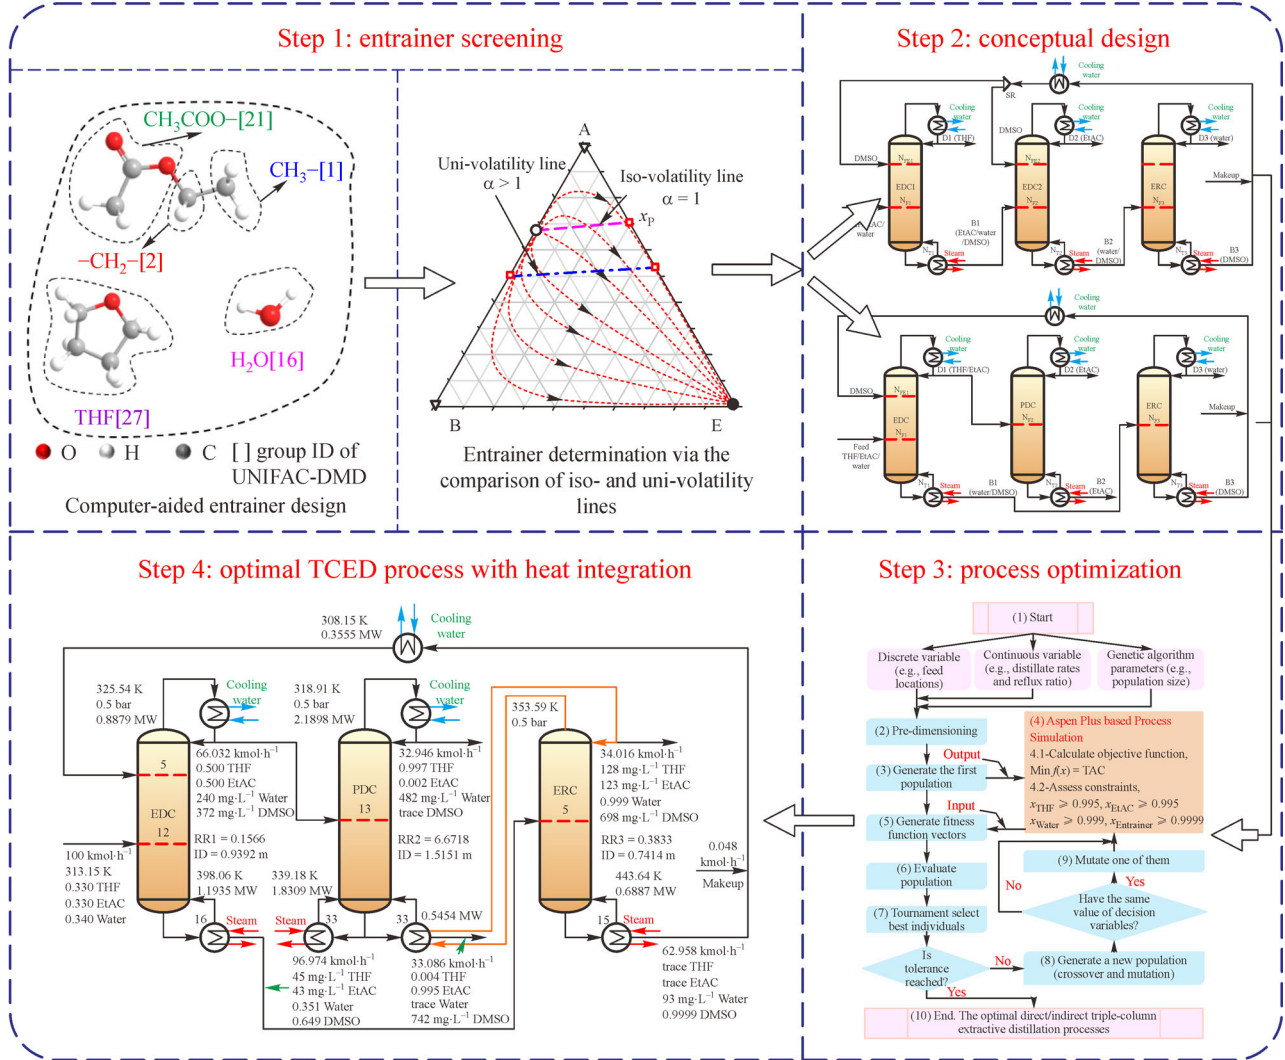 Step 1: entrainer screening
CH₃COO−[21]
CH₃−[1]
−CH₂−[2]
H₂O[16]
THF[27]
O
H
C
[ ] group ID of
UNIFAC-DMD
Computer-aided entrainer design
A
Uni-volatility line
α > 1
Iso-volatility line
α = 1
x_P
B
E
Entrainer determination via the
comparison of iso- and uni-volatility
lines
Step 2: conceptual design
Cooling
water
SR
Cooling
water
D1 (THF)
DMSO
Cooling
water
D2 (EtAC)
Cooling
water
D3 (water)
DMSO
EDC1
N_F1
water
N_T1
Steam
B1
(EtAC/water
/DMSO)
EDC2
N_F2
N_T2
Steam
B2
(water/
DMSO)
ERC
N_F3
N_T3
Steam
B3
(DMSO)
Makeup
Cooling
water
Cooling
water
D1 (THF/EtAC)
Cooling
water
D2 (EtAC)
Cooling
water
D3 (water)
DMSO
EDC
N_F1
Feed
THF/EtAC/
water
N_T1
Steam
B1
(water/DMSO)
PDC
N_F2
N_T2
Steam
B2
(EtAC)
ERC
N_F3
N_T3
Steam
B3
(DMSO)
Makeup
Step 4: optimal TCED process with heat integration
308.15 K
0.3555 MW
Cooling
water
325.54 K
0.5 bar
0.8879 MW
Cooling
water
318.91 K
0.5 bar
2.1898 MW
Cooling
water
353.59 K
0.5 bar
5
EDC
12
66.032 kmol·h⁻¹
0.500 THF
0.500 EtAC
240 mg·L⁻¹ Water
372 mg·L⁻¹ DMSO
RR1 = 0.1566
ID = 0.9392 m
398.06 K
1.1935 MW
100 kmol·h⁻¹
313.15 K
0.330 THF
0.330 EtAC
0.340 Water
16
Steam
PDC
13
32.946 kmol·h⁻¹
0.997 THF
0.002 EtAC
482 mg·L⁻¹ Water
trace DMSO
RR2 = 6.6718
ID = 1.5151 m
339.18 K
1.8309 MW
Steam
33
33
0.5454 MW
ERC
5
34.016 kmol·h⁻¹
128 mg·L⁻¹ THF
123 mg·L⁻¹ EtAC
0.999 Water
698 mg·L⁻¹ DMSO
RR3 = 0.3833
ID = 0.7414 m
443.64 K
0.6887 MW
15
Steam
0.048
kmol·h⁻¹
Makeup
96.974 kmol·h⁻¹
45 mg·L⁻¹ THF
43 mg·L⁻¹ EtAC
0.351 Water
0.649 DMSO
33.086 kmol·h⁻¹
0.004 THF
0.995 EtAC
trace Water
742 mg·L⁻¹ DMSO
62.958 kmol·h⁻¹
trace THF
trace EtAC
93 mg·L⁻¹ Water
0.9999 DMSO
Step 3: process optimization
(1) Start
Discrete variable
(e.g., feed
locations)
Continuous variable
(e.g., distillate rates
and reflux ratio)
Genetic algorithm
parameters (e.g.,
population size)
(2) Pre-dimensioning
Output
(3) Generate the first
population
(4) Aspen Plus based Process
Simulation
4.1-Calculate objective function,
Min f(x) = TAC
4.2-Assess constraints,
x_THF ⩾ 0.995, x_EtAC ⩾ 0.995
x_Water ⩾ 0.999, x_Entrainer ⩾ 0.9999
Input
(5) Generate fitness
function vectors
(6) Evaluate
population
(9) Mutate one of them
No
Yes
(7) Tournament select
best individuals
Have the same
value of decision
variables?
Is
tolerance
reached?
No
(8) Generate a new population
(crossover and mutation)
Yes
(10) End. The optimal direct/indirect triple-column
extractive distillation processes